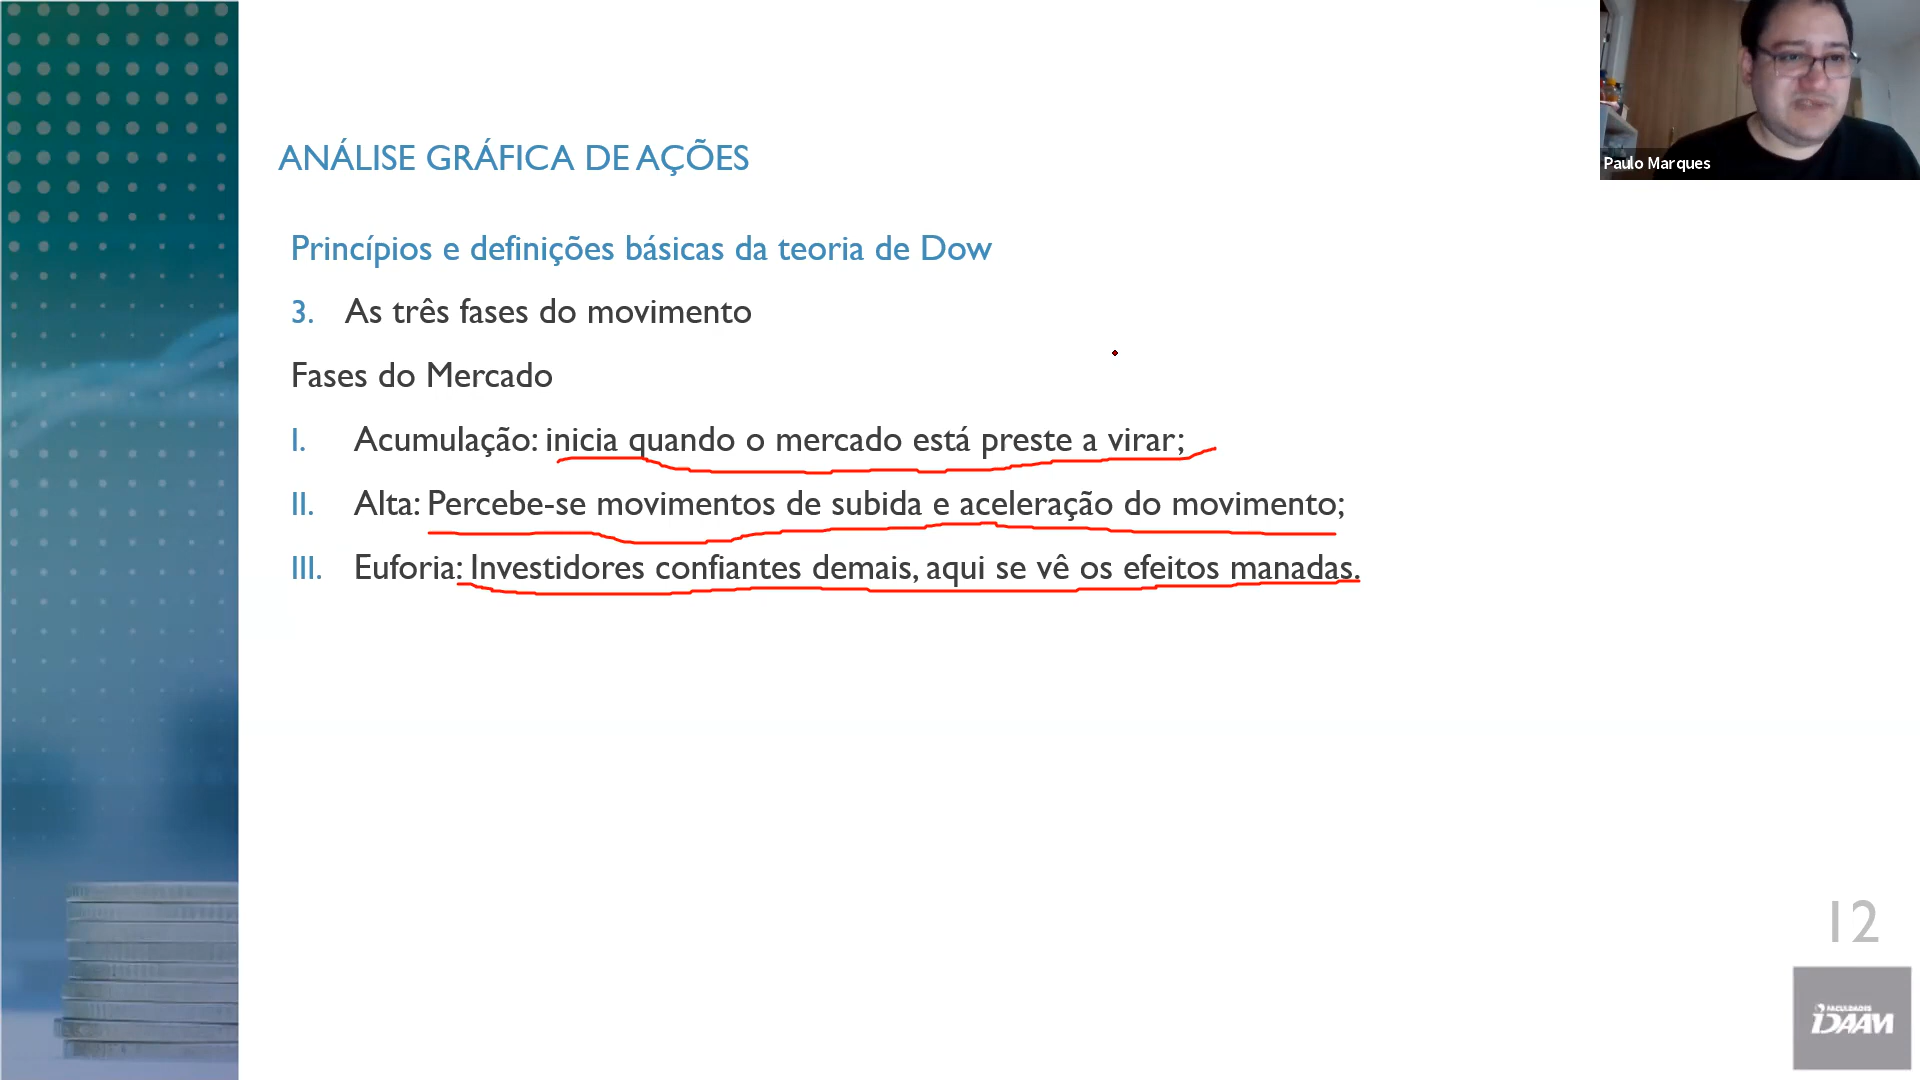 ANÁLISE GRÁFICA DE AÇÕES
Paulo Marques
Princípios e definições básicas da teoria de Dow
3. As três fases do movimento
Fases do Mercado
I. Acumulação: inicia quando o mercado está preste a virar;
II. Alta: Percebe-se movimentos de subida e aceleração do movimento;
III. Euforia: Investidores confiantes demais, aqui se vê os efeitos manadas.
12
FACULDADES
IDAAM